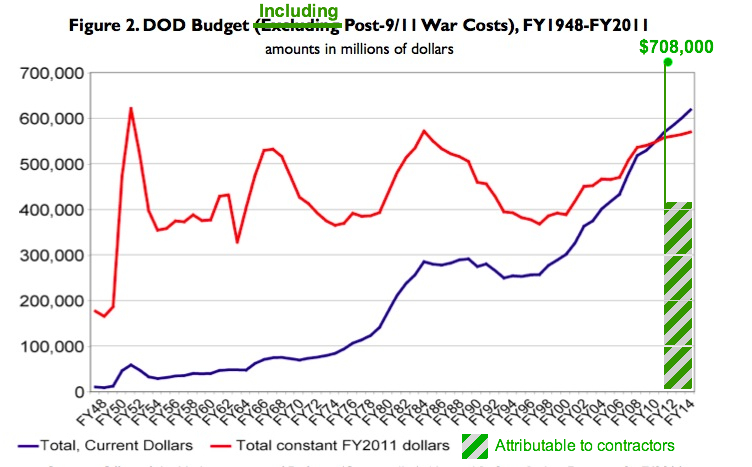 Including
Figure 2. DOD Budget (Excluding Post-9/11 War Costs), FY1948-FY2011
amounts in millions of dollars
$708,000
700,000
600,000
500,000
400,000
300,000
200,000
100,000
0
FY48 FY50 FY52 FY54 FY56 FY58 FY60 FY62 FY64 FY66 FY68 FY70 FY72 FY74 FY76 FY78 FY80 FY82 FY84 FY86 FY88 FY90 FY92 FY94 FY96 FY98 FY00 FY02 FY04 FY06 FY08 FY10 FY12 FY14
Total, Current Dollars Total constant FY2011 dollars Attributable to contractors